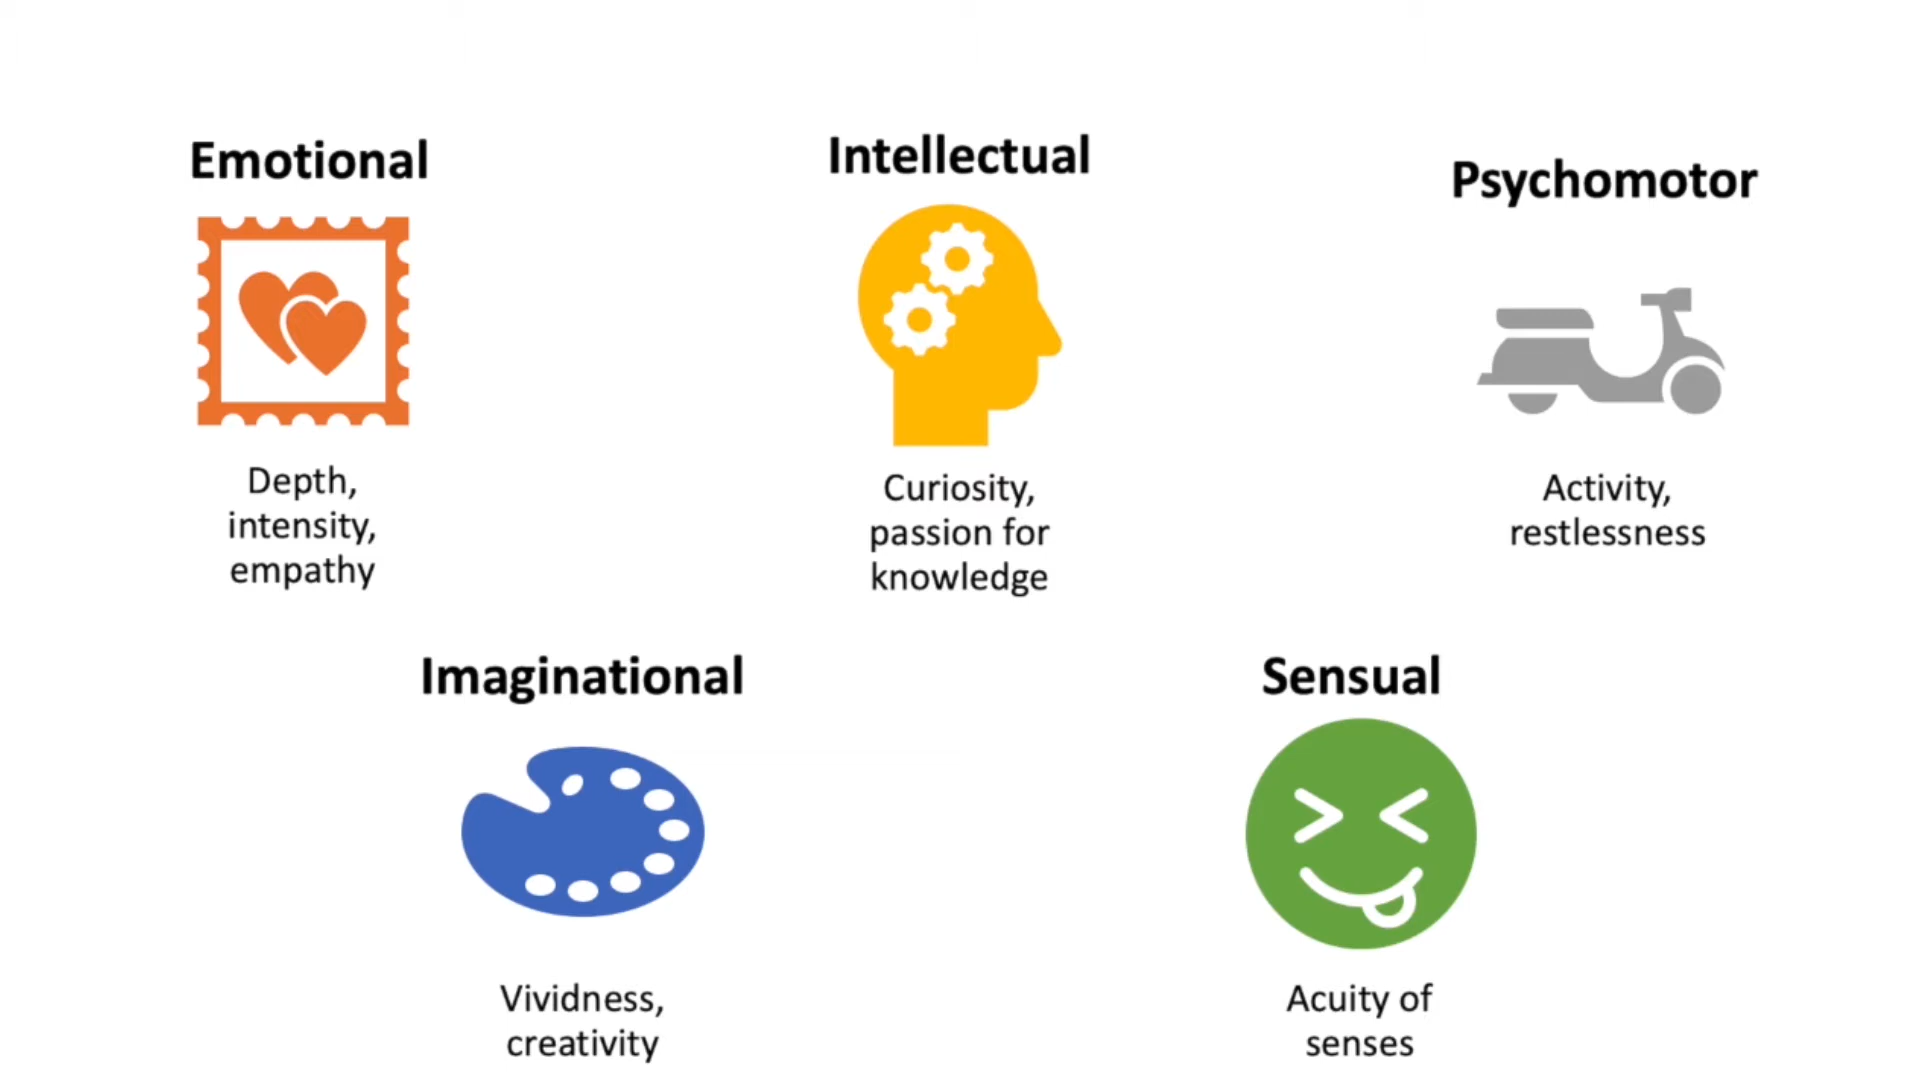 Emotional
Depth,
intensity,
empathy
Intellectual
Curiosity,
passion for
knowledge
Psychomotor
Activity,
restlessness
Imaginational
Vividness,
creativity
Sensual
Acuity of
senses